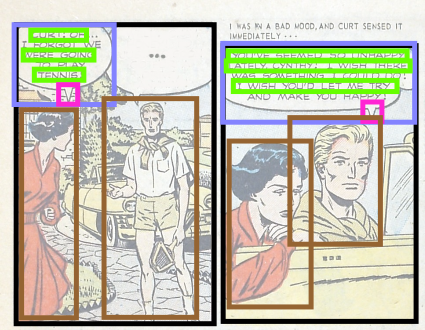 CURT! OH...
I FORGOT WE
WERE GOING
TO PLAY
TENNIS!
I WAS IN A BAD MOOD, AND CURT SENSED IT
IMMEDIATELY ···
YOU'VE SEEMED SO UNHAPPY
LATELY, CYNTHY! I WISH THERE
WAS SOMETHING I COULD DO!
I WISH YOU'D LET ME TRY
AND MAKE YOU HAPPY!